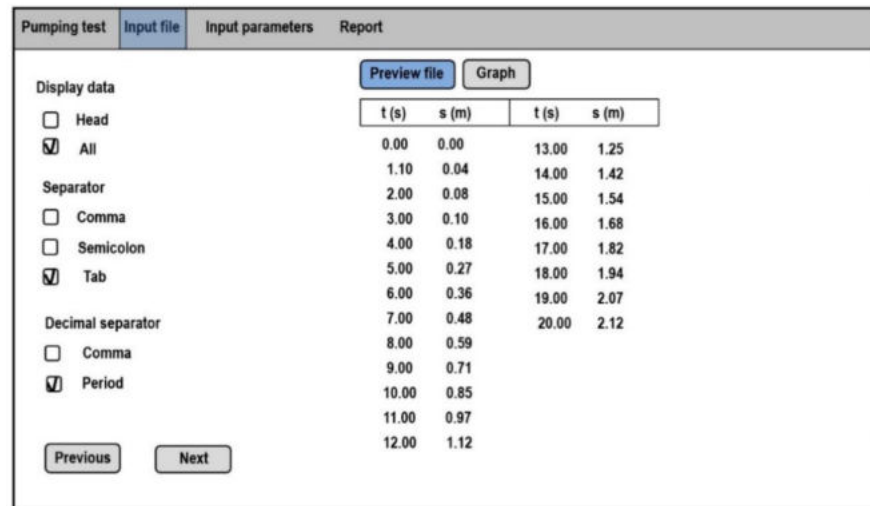 Pumping test Input file Input parameters Report
Display data
Head
All
Separator
Comma
Semicolon
Tab
Decimal separator
Comma
Period
Previous Next
Preview file Graph
t (s) s (m) t (s) s (m)
0.00 0.00
1.10 0.04
2.00 0.08
3.00 0.10
4.00 0.18
5.00 0.27
6.00 0.36
7.00 0.48
8.00 0.59
9.00 0.71
10.00 0.85
11.00 0.97
12.00 1.12
13.00 1.25
14.00 1.42
15.00 1.54
16.00 1.68
17.00 1.82
18.00 1.94
19.00 2.07
20.00 2.12